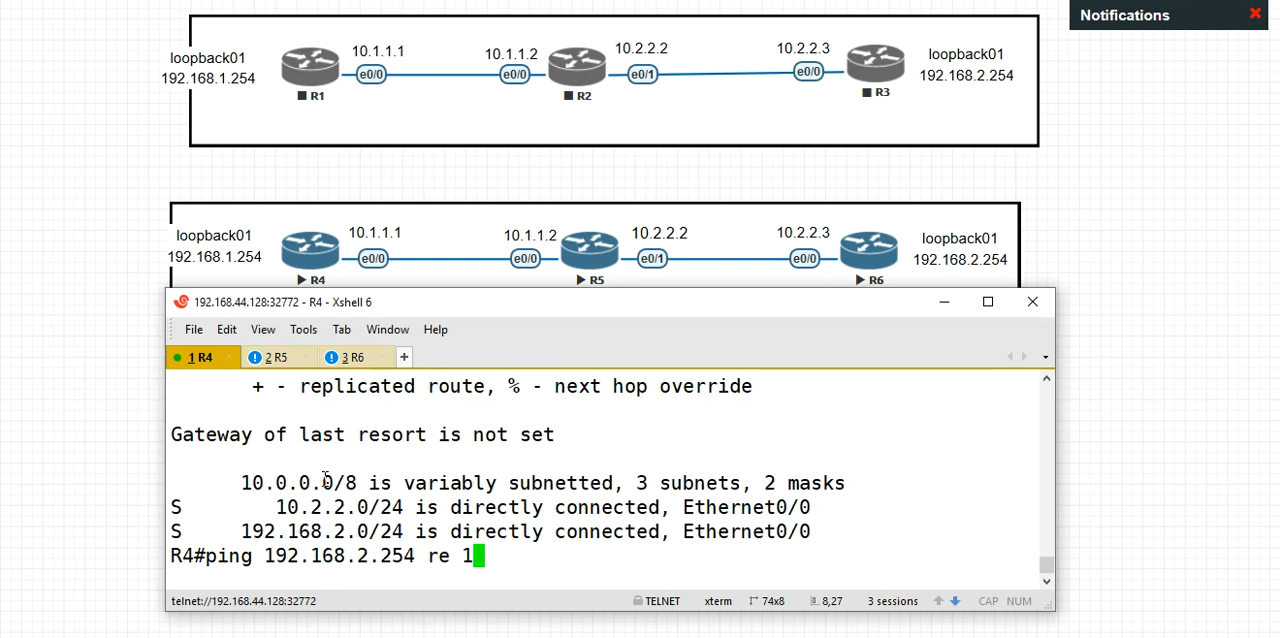 Notifications
loopback01
192.168.1.254
10.1.1.1
e0/0
R1
10.1.1.2
e0/0
R2
10.2.2.2
e0/1
10.2.2.3
e0/0
R3
loopback01
192.168.2.254
loopback01
192.168.1.254
10.1.1.1
e0/0
R4
10.1.1.2
e0/0
R5
10.2.2.2
e0/1
10.2.2.3
e0/0
R6
loopback01
192.168.2.254
192.168.44.128:32772 - R4 - Xshell 6
File Edit View Tools Tab Window Help
1 R4 2 R5 3 R6 +
+ - replicated route, % - next hop override
Gateway of last resort is not set
10.0.0.0/8 is variably subnetted, 3 subnets, 2 masks
S 10.2.2.0/24 is directly connected, Ethernet0/0
S 192.168.2.0/24 is directly connected, Ethernet0/0
R4#ping 192.168.2.254 re 1
telnet://192.168.44.128:32772 TELNET xterm 74x8 8,27 3 sessions CAP NUM